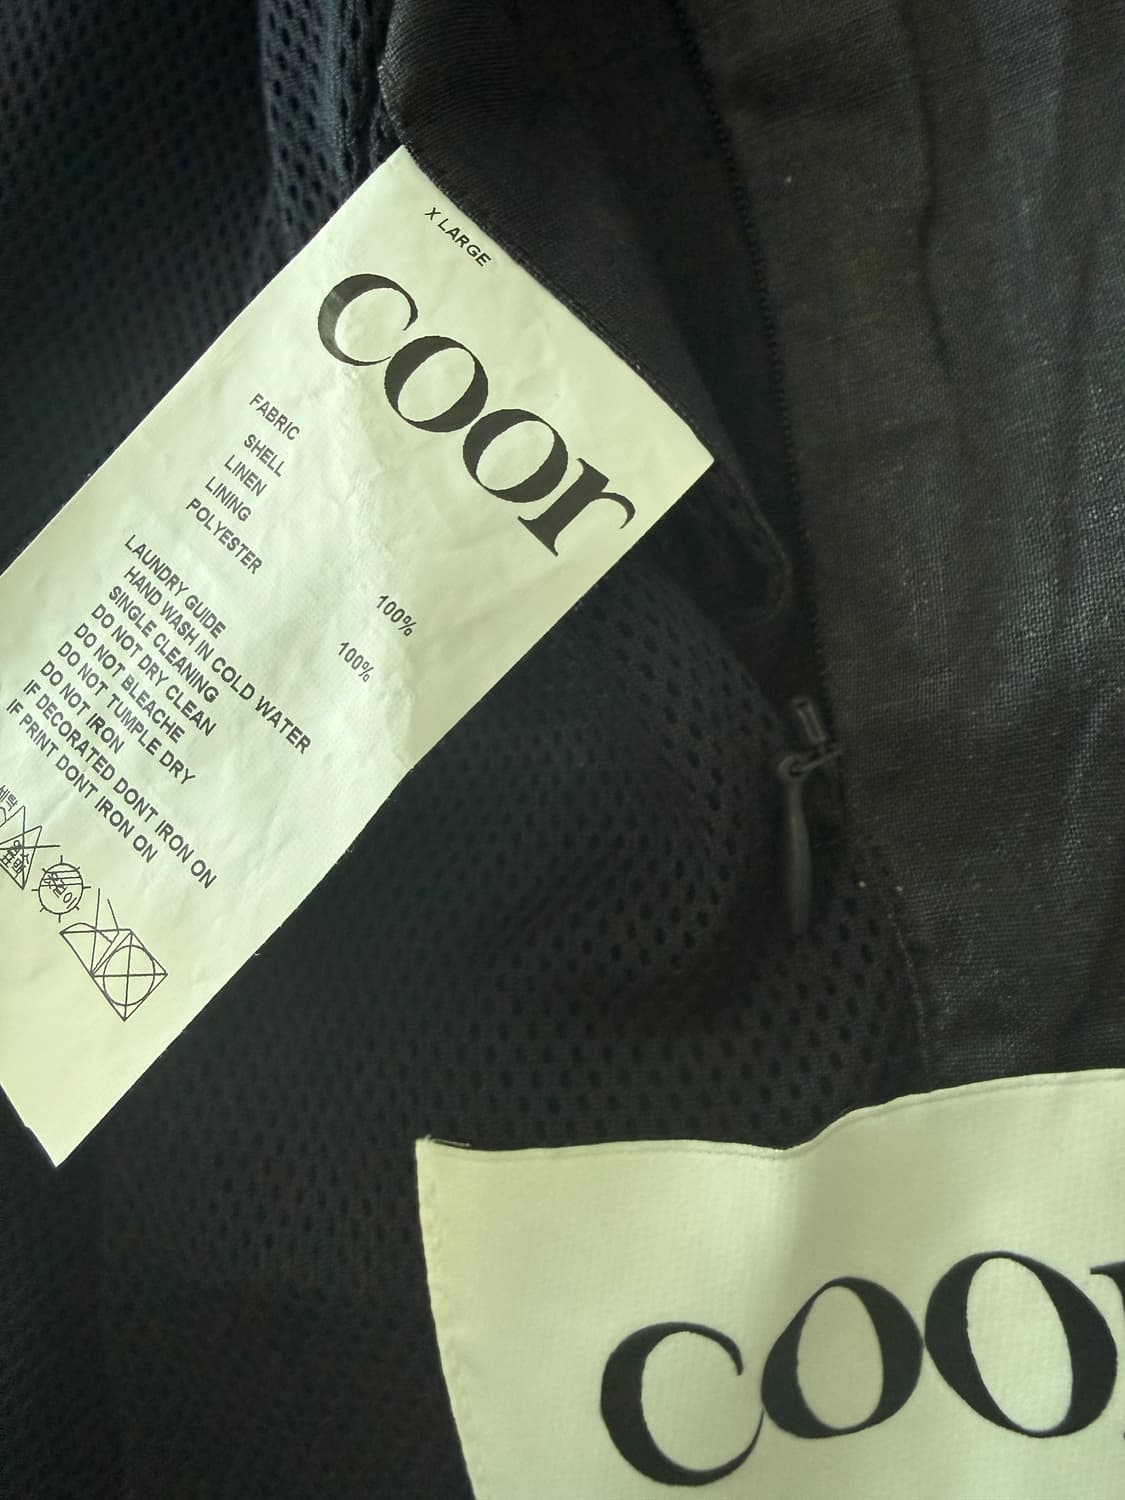 X LARGE
coor
FABRIC
SHELL
LINEN 100%
LINING
POLYESTER 100%
LAUNDRY GUIDE
HAND WASH IN COLD WATER
SINGLE CLEANING
DO NOT DRY CLEAN
DO NOT BLEACHE
DO NOT TUMPLE DRY
DO NOT IRON
IF DECORATED DONT IRON ON
IF PRINT DONT IRON ON
coor